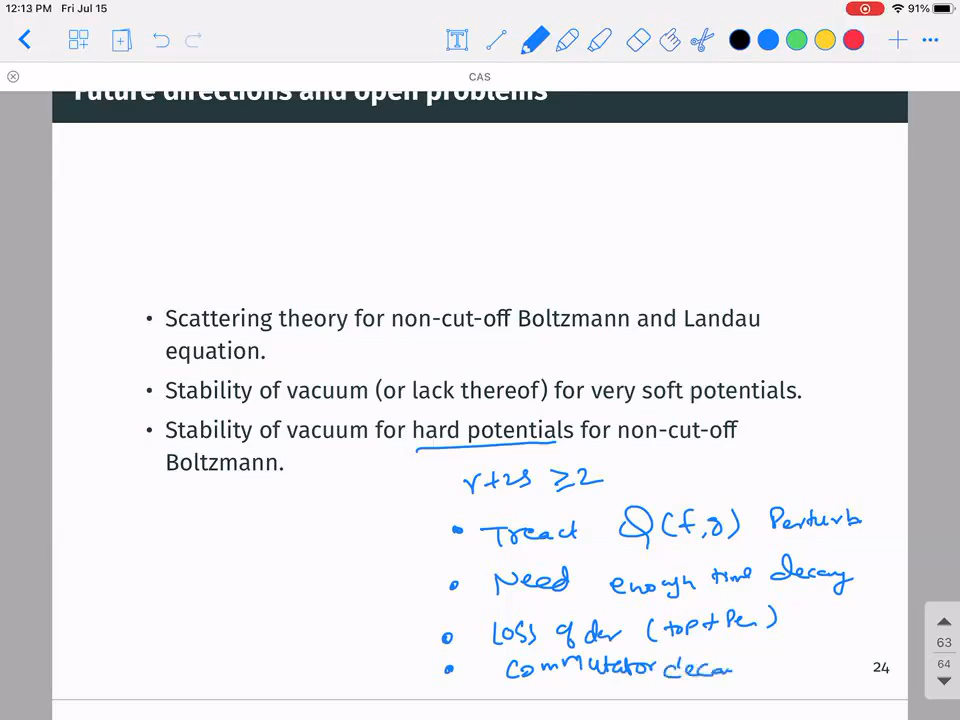 12:13 PM Fri Jul 15
91%
CAS
Future directions and open problems
• Scattering theory for non-cut-off Boltzmann and Landau
equation.
• Stability of vacuum (or lack thereof) for very soft potentials.
• Stability of vacuum for hard potentials for non-cut-off
Boltzmann.
γ+2s ≥2
• Treat Q(f,g) Perturb
• Need enough time decay
• Loss of der (top + Pen)
• Commutator decay
24
63
64